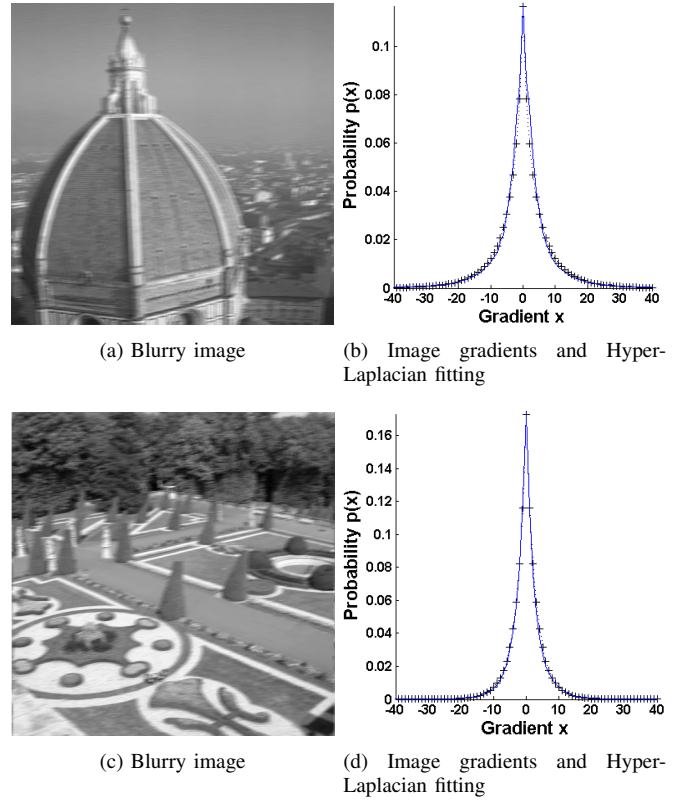 0.1
0.08
0.06
0.04
0.02
0
-40 -30 -20 -10 0 10 20 30 40
Probability p(x)
Gradient x
(a) Blurry image
(b) Image gradients and Hyper-
Laplacian fitting
0.16
0.14
0.12
0.1
0.08
0.06
0.04
0.02
0
-40 -30 -20 -10 0 10 20 30 40
Probability p(x)
Gradient x
(c) Blurry image
(d) Image gradients and Hyper-
Laplacian fitting